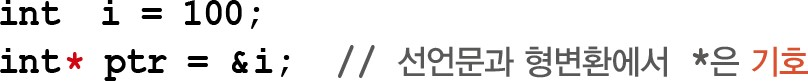 int  i = 100;
int* ptr = &i;  // 선언문과 형변환에서  *은 기호